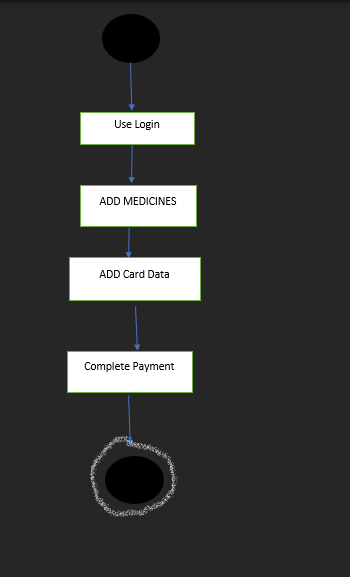 Use Login
ADD MEDICINES
ADD Card Data
Complete Payment